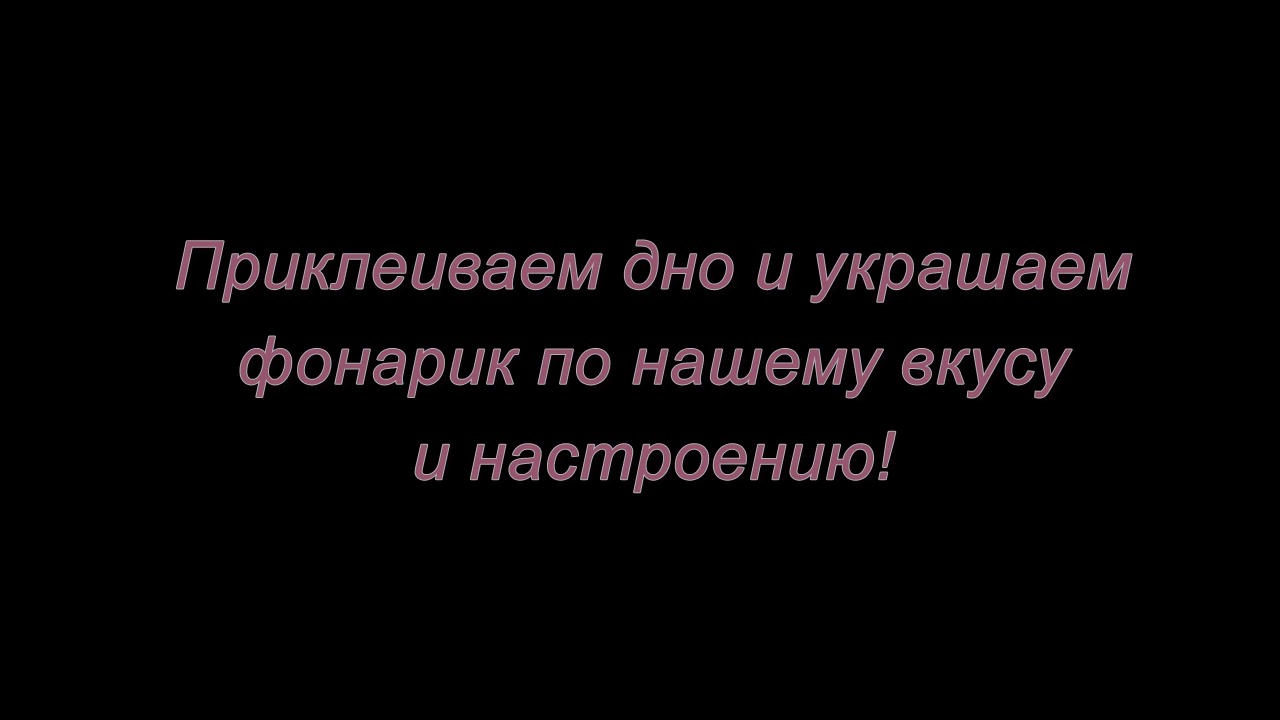 Приклеиваем дно и украшаем
фонарик по нашему вкусу
и настроению!